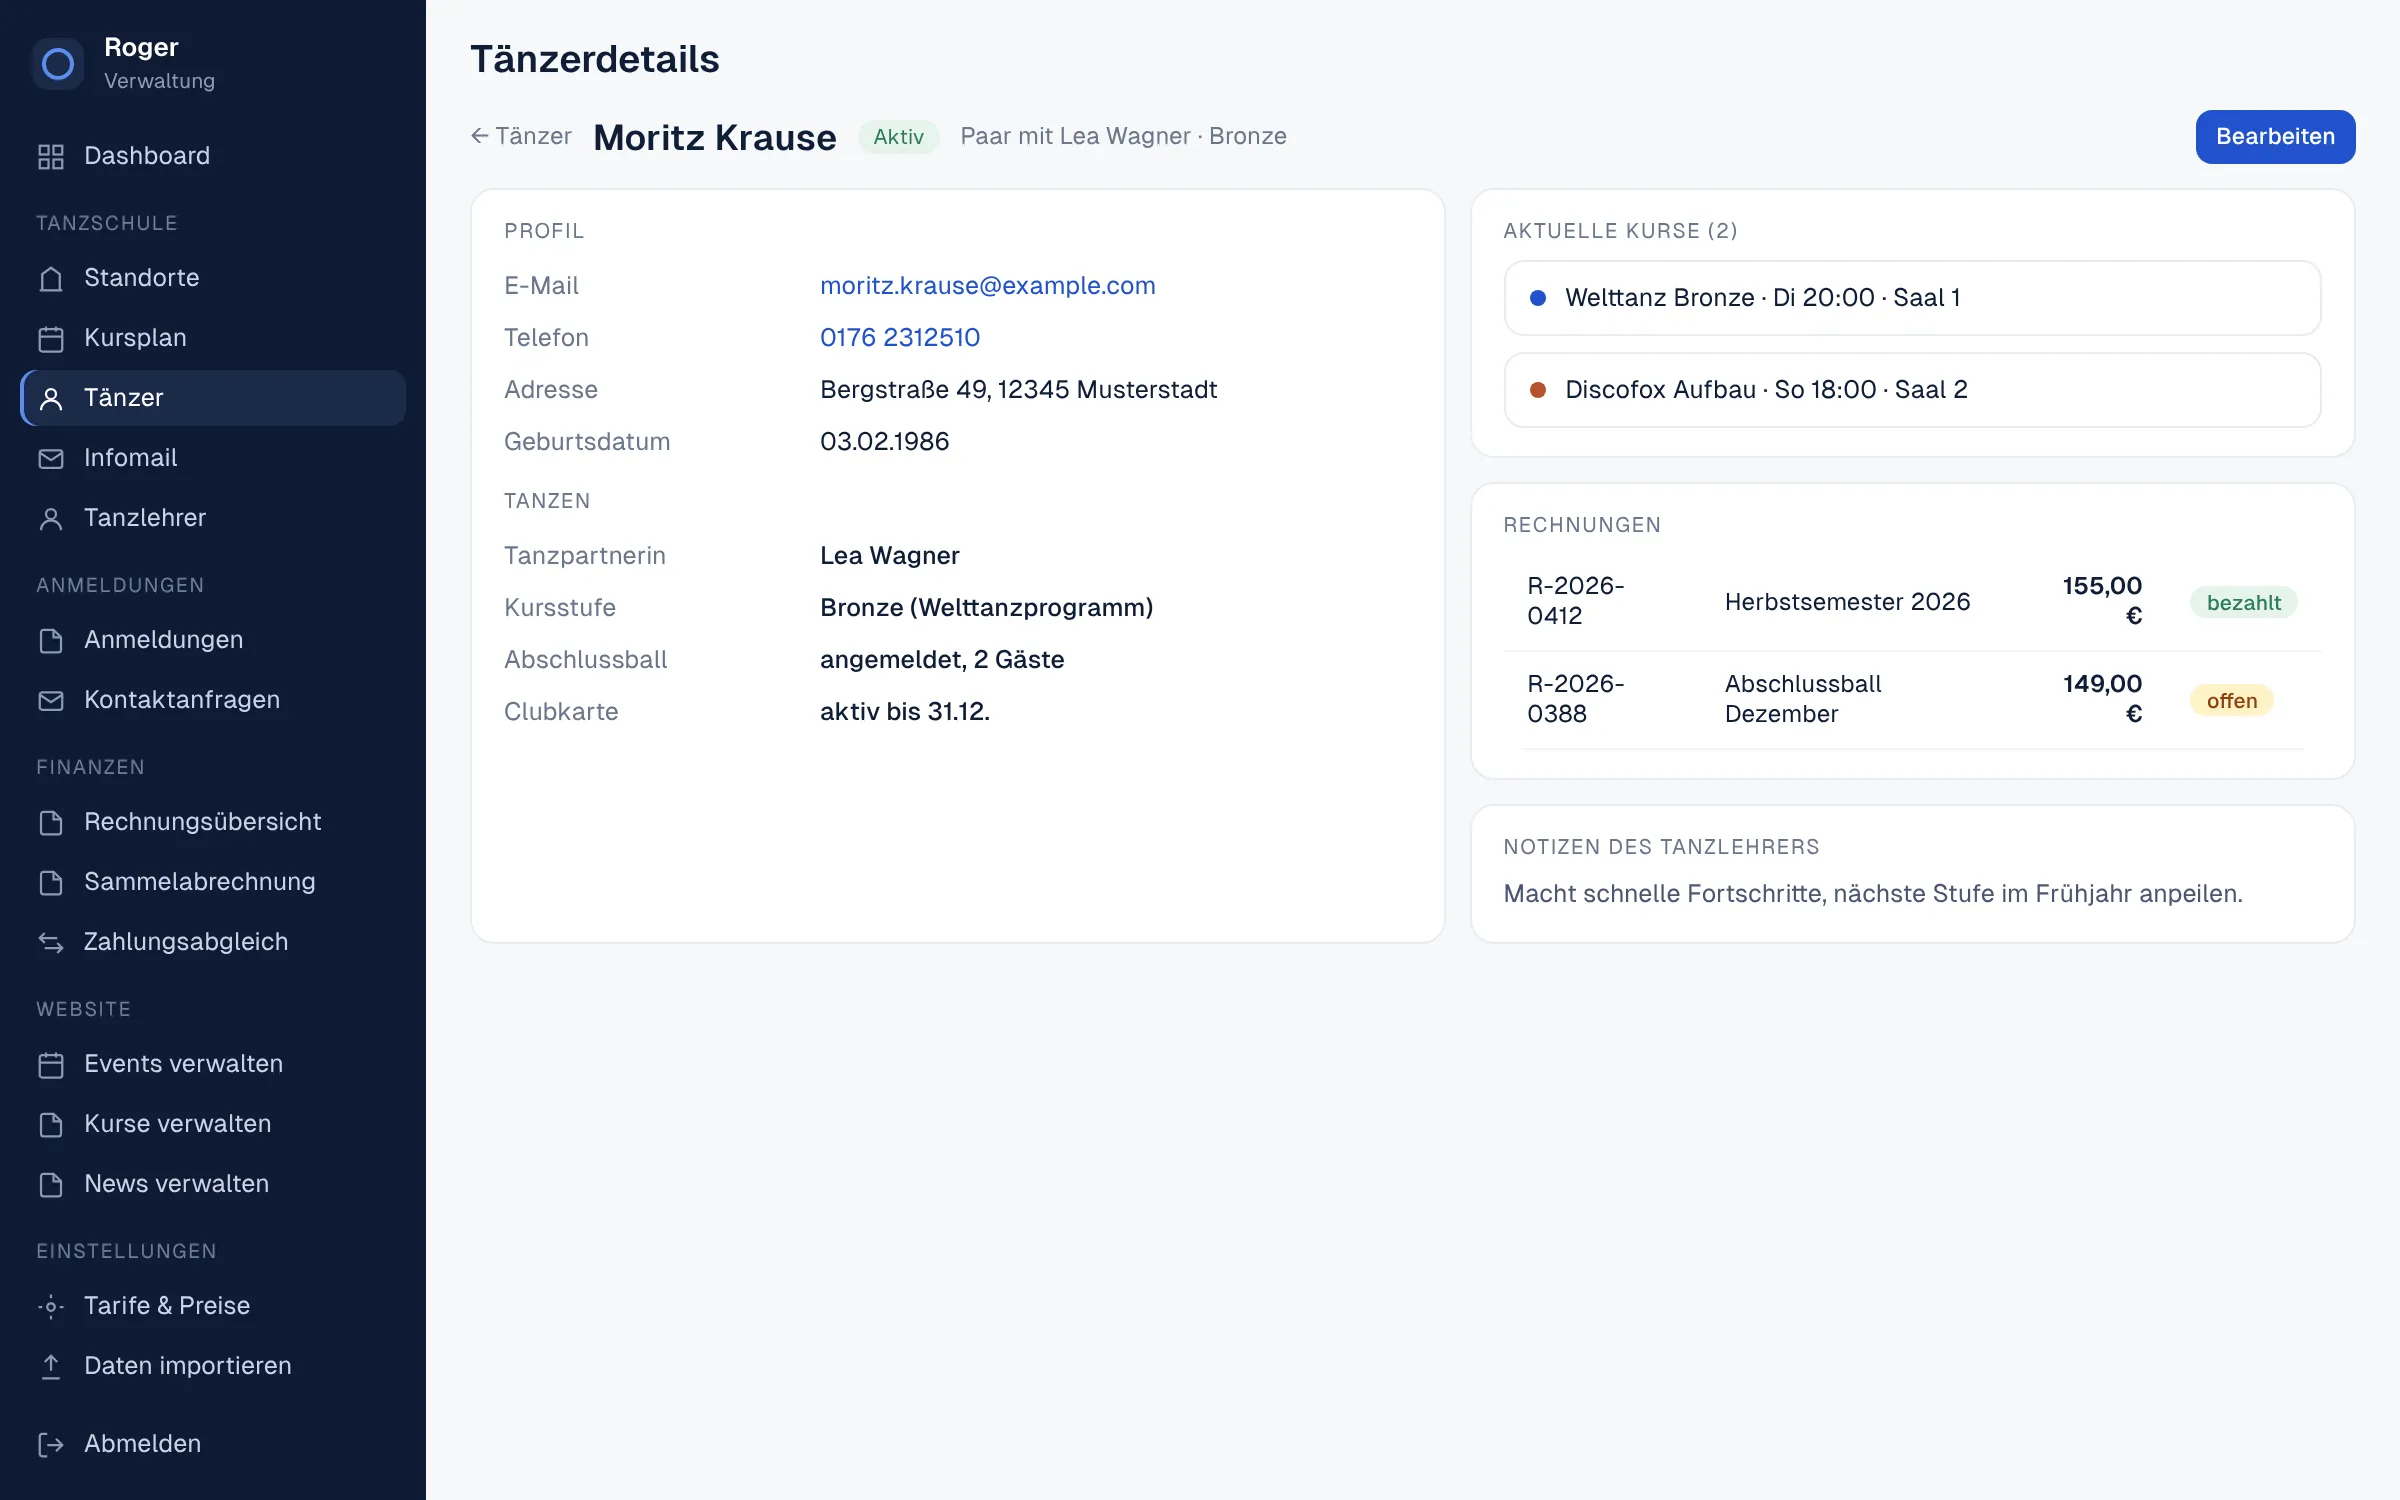 Roger
Verwaltung
Dashboard
TANZSCHULE
Standorte
Kursplan
Tänzer
Infomail
Tanzlehrer
ANMELDUNGEN
Anmeldungen
Kontaktanfragen
FINANZEN
Rechnungsübersicht
Sammelabrechnung
Zahlungsabgleich
WEBSITE
Events verwalten
Kurse verwalten
News verwalten
EINSTELLUNGEN
Tarife & Preise
Daten importieren
Abmelden
Tänzerdetails
← Tänzer Moritz Krause Aktiv Paar mit Lea Wagner · Bronze Bearbeiten
PROFIL
E-Mail moritz.krause@example.com
Telefon 0176 2312510
Adresse Bergstraße 49, 12345 Musterstadt
Geburtsdatum 03.02.1986
TANZEN
Tanzpartnerin Lea Wagner
Kursstufe Bronze (Welttanzprogramm)
Abschlussball angemeldet, 2 Gäste
Clubkarte aktiv bis 31.12.
AKTUELLE KURSE (2)
Welttanz Bronze · Di 20:00 · Saal 1
Discofox Aufbau · So 18:00 · Saal 2
RECHNUNGEN
R-2026-
0412
Herbstsemester 2026
155,00
€
bezahlt
R-2026-
0388
Abschlussball
Dezember
149,00
€
offen
NOTIZEN DES TANZLEHRERS
Macht schnelle Fortschritte, nächste Stufe im Frühjahr anpeilen.